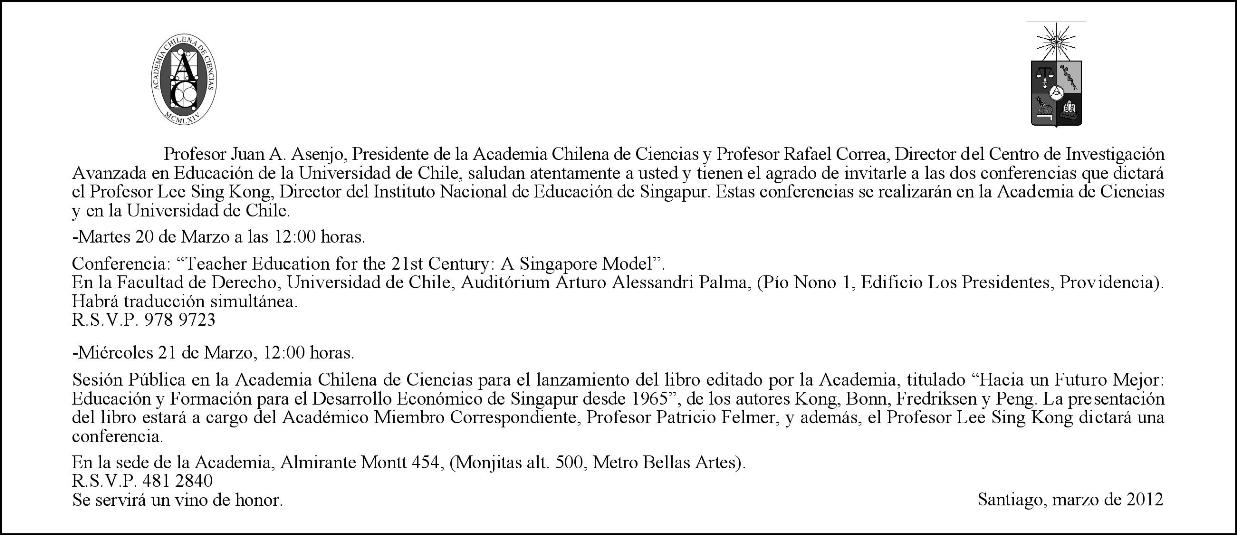 ACADEMIA CHILENA DE CIENCIAS
AC
MCMLXIV
Profesor Juan A. Asenjo, Presidente de la Academia Chilena de Ciencias y Profesor Rafael Correa, Director del Centro de Investigación
Avanzada en Educación de la Universidad de Chile, saludan atentamente a usted y tienen el agrado de invitarle a las dos conferencias que dictará
el Profesor Lee Sing Kong, Director del Instituto Nacional de Educación de Singapur. Estas conferencias se realizarán en la Academia de Ciencias
y en la Universidad de Chile.
-Martes 20 de Marzo a las 12:00 horas.
Conferencia: “Teacher Education for the 21st Century: A Singapore Model”.
En la Facultad de Derecho, Universidad de Chile, Auditórium Arturo Alessandri Palma, (Pío Nono 1, Edificio Los Presidentes, Providencia).
Habrá traducción simultánea.
R.S.V.P. 978 9723
-Miércoles 21 de Marzo, 12:00 horas.
Sesión Pública en la Academia Chilena de Ciencias para el lanzamiento del libro editado por la Academia, titulado “Hacia un Futuro Mejor:
Educación y Formación para el Desarrollo Económico de Singapur desde 1965”, de los autores Kong, Bonn, Fredriksen y Peng. La presentación
del libro estará a cargo del Académico Miembro Correspondiente, Profesor Patricio Felmer, y además, el Profesor Lee Sing Kong dictará una
conferencia.
En la sede de la Academia, Almirante Montt 454, (Monjitas alt. 500, Metro Bellas Artes).
R.S.V.P. 481 2840
Se servirá un vino de honor.
Santiago, marzo de 2012